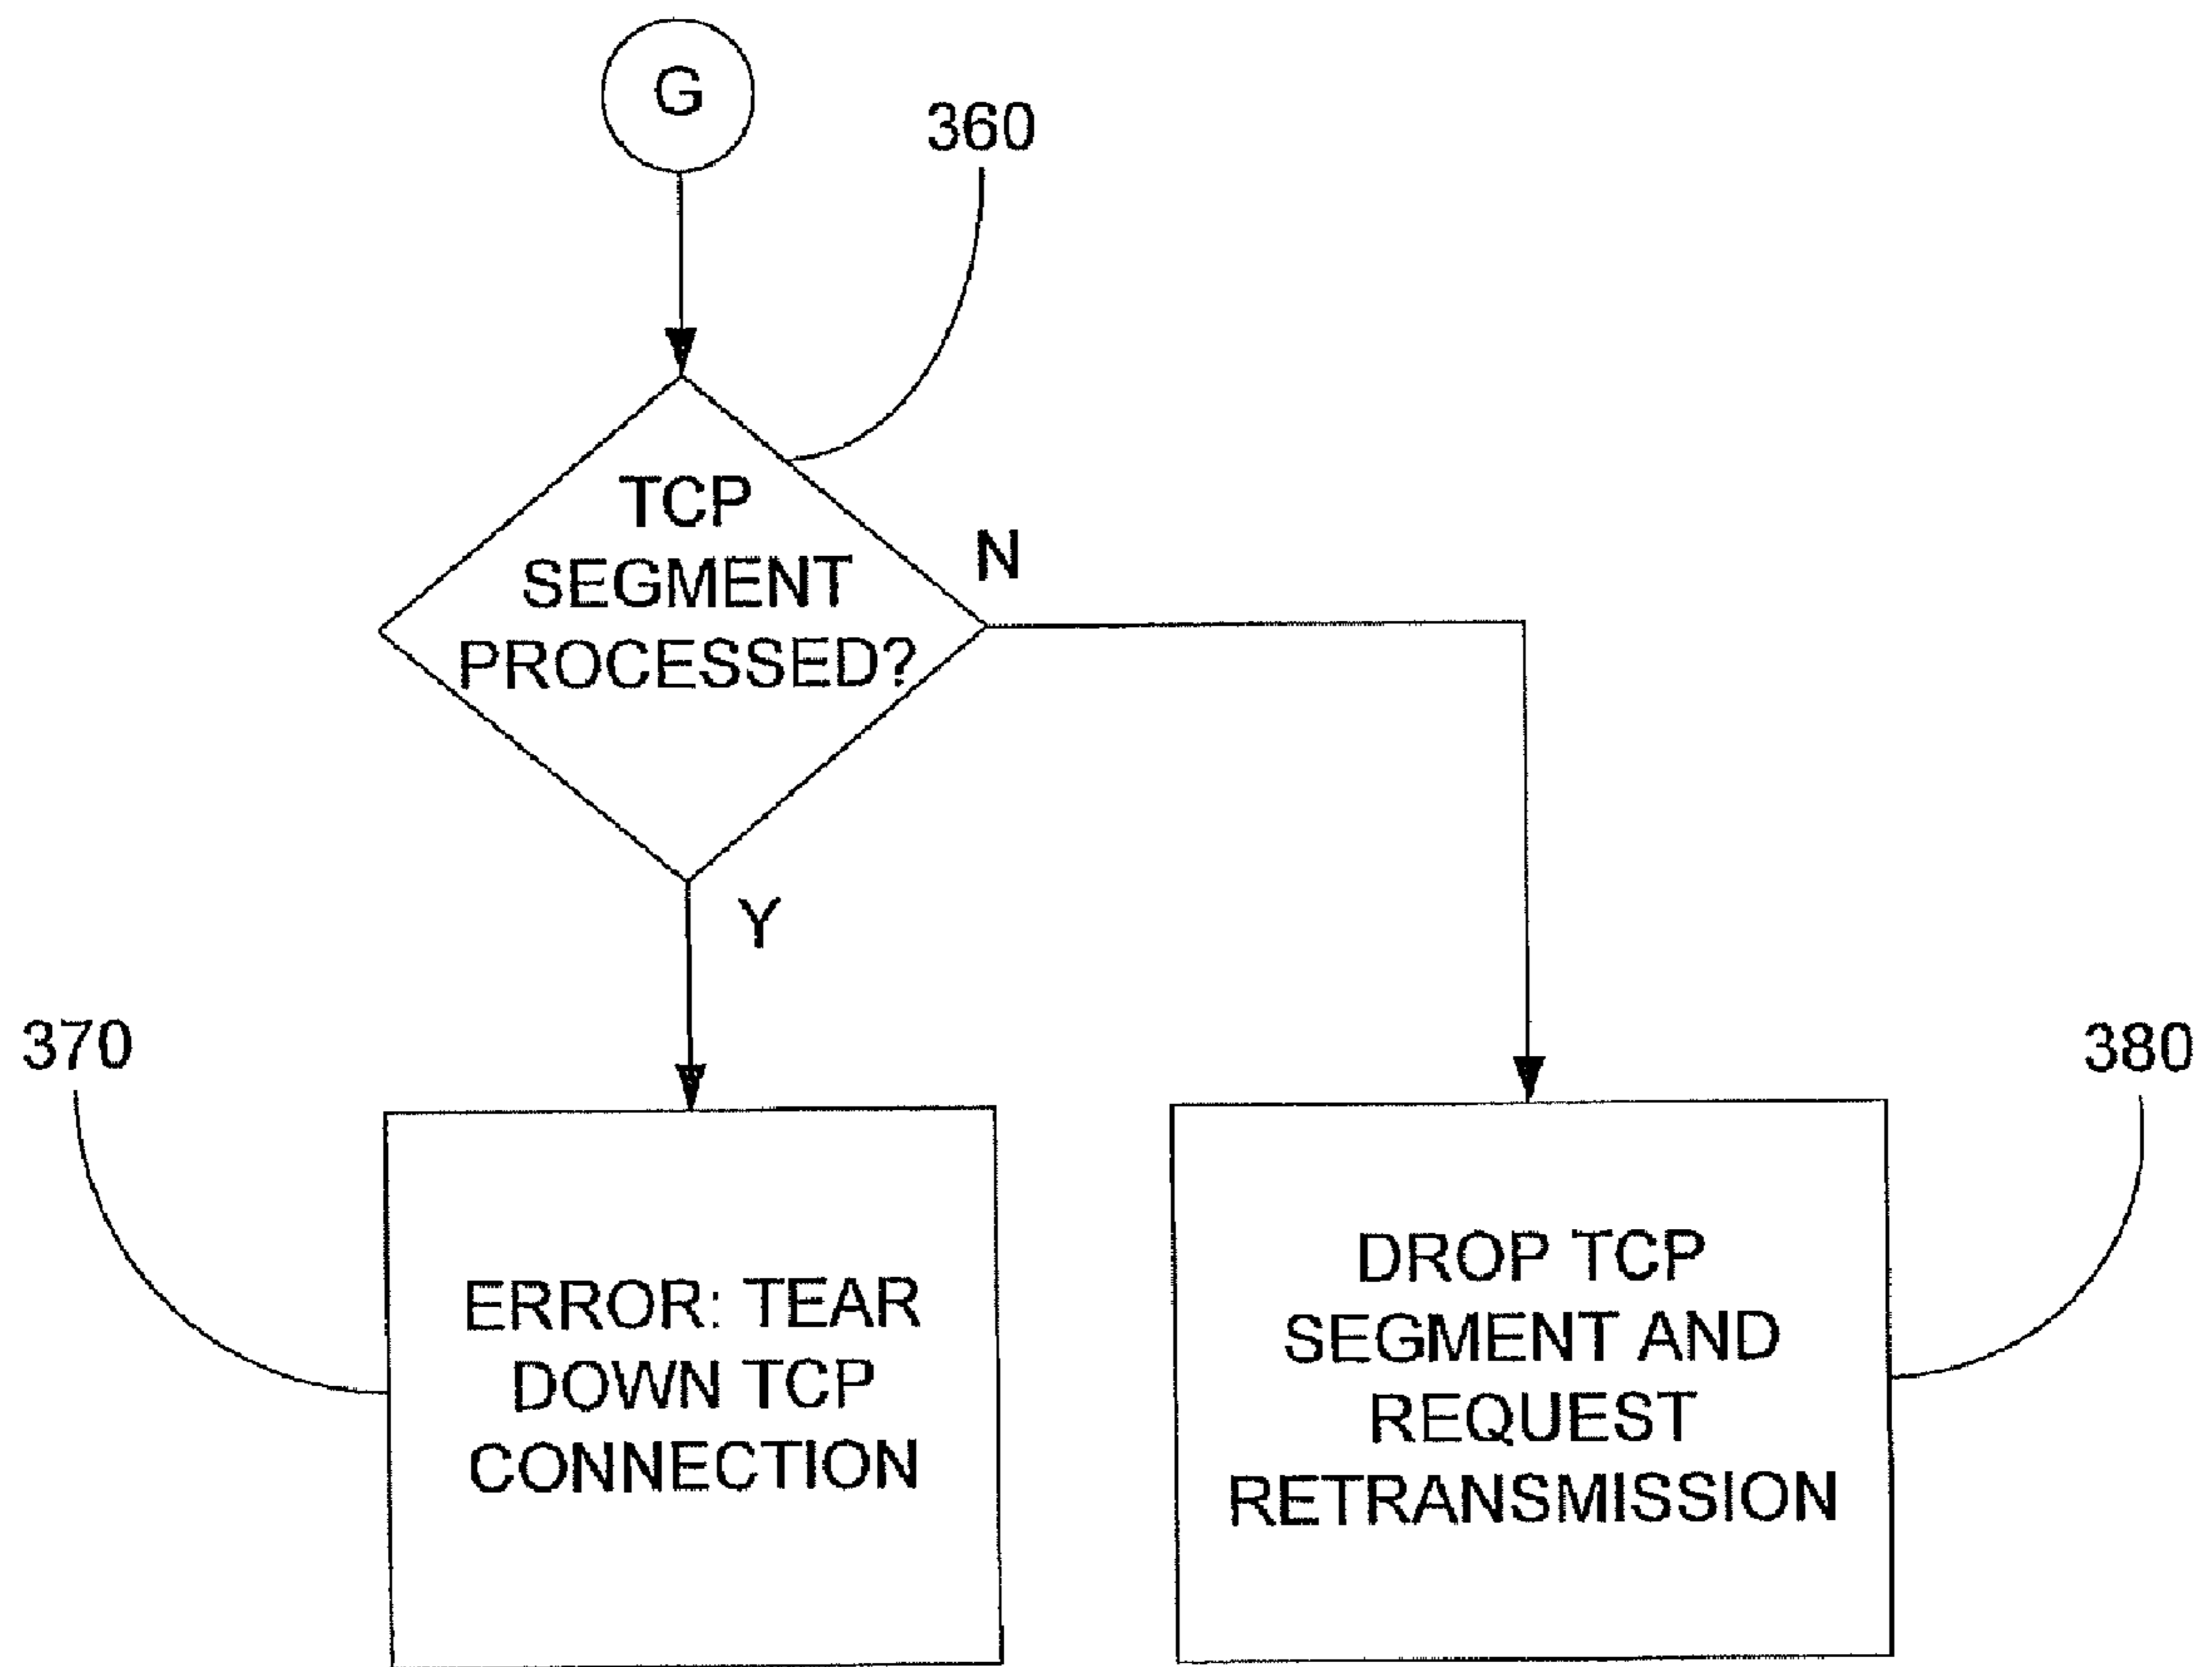 G
360
TCP
SEGMENT
PROCESSED?
N
Y
370
380
ERROR: TEAR
DOWN TCP
CONNECTION
DROP TCP
SEGMENT AND
REQUEST
RETRANSMISSION